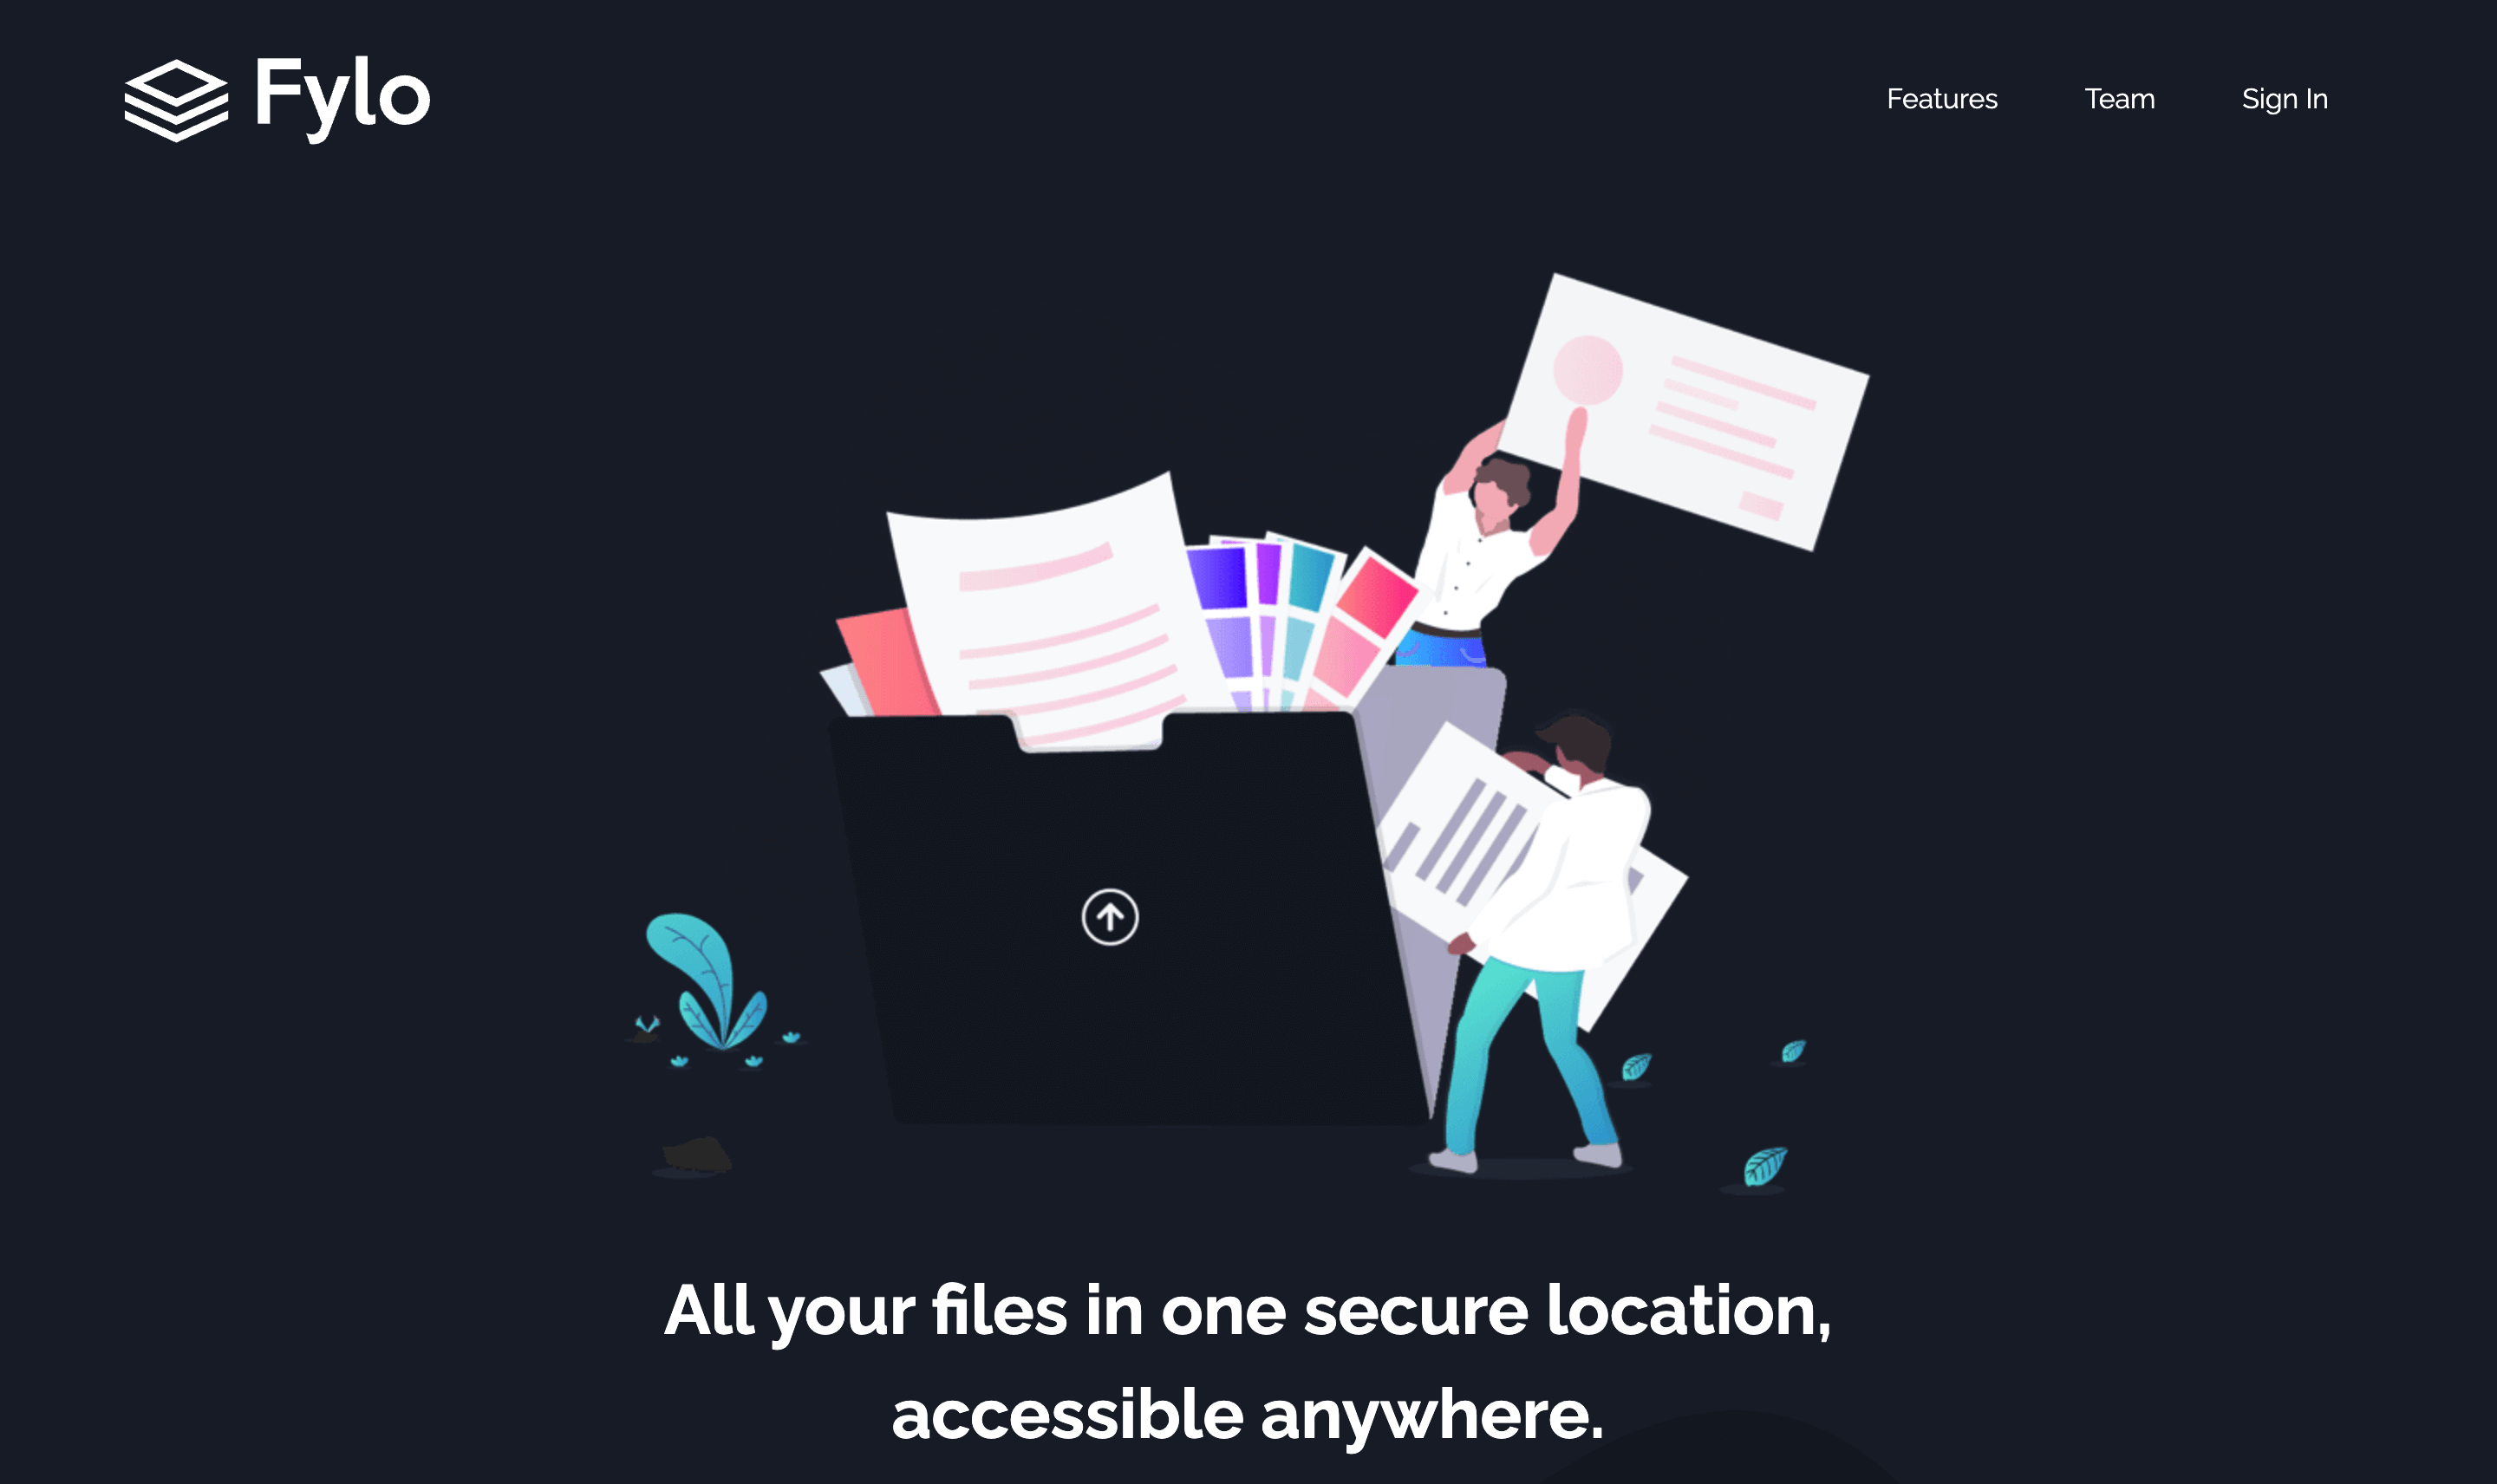 Fylo
Features
Team
Sign In
All your files in one secure location,
accessible anywhere.